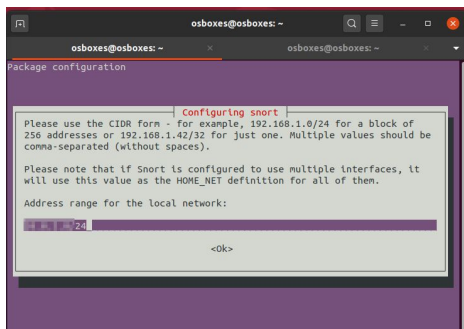 osboxes@osboxes: ~
osboxes@osboxes: ~ × osboxes@osboxes: ~ ×
Package configuration
Configuring snort
Please use the CIDR form - for example, 192.168.1.0/24 for a block of
256 addresses or 192.168.1.42/32 for just one. Multiple values should be
comma-separated (without spaces).
Please note that if Snort is configured to use multiple interfaces, it
will use this value as the HOME_NET definition for all of them.
Address range for the local network:
24
<Ok>